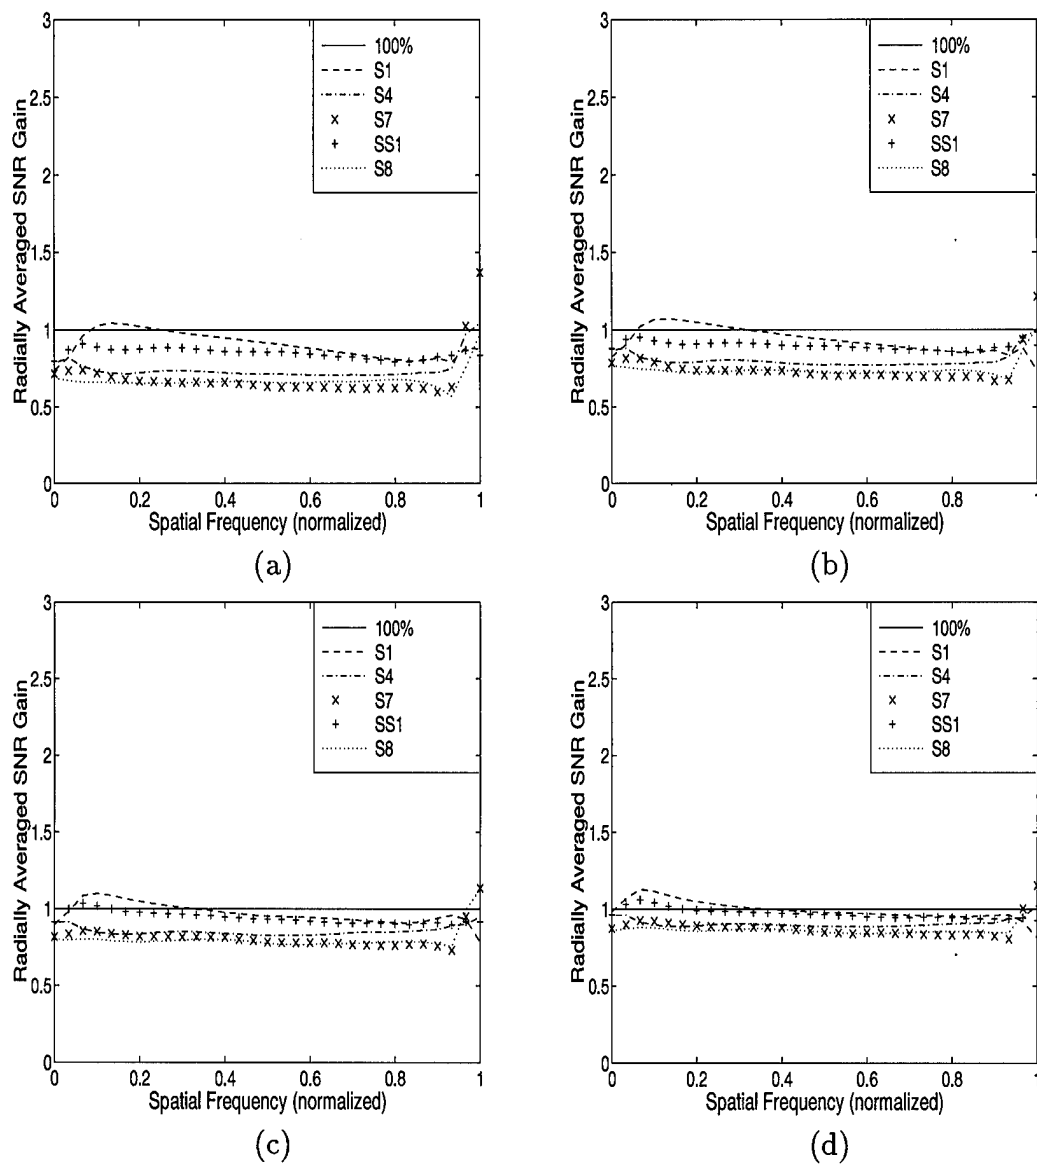 3
2.5
2
1.5
1
0.5
0
Radially Averaged SNR Gain
100%
S1
S4
S7
SS1
S8
0 0.2 0.4 0.6 0.8 1
Spatial Frequency (normalized)
(a)
3
2.5
2
1.5
1
0.5
0
Radially Averaged SNR Gain
100%
S1
S4
S7
SS1
S8
0 0.2 0.4 0.6 0.8 1
Spatial Frequency (normalized)
(b)
3
2.5
2
1.5
1
0.5
0
Radially Averaged SNR Gain
100%
S1
S4
S7
SS1
S8
0 0.2 0.4 0.6 0.8 1
Spatial Frequency (normalized)
(c)
3
2.5
2
1.5
1
0.5
0
Radially Averaged SNR Gain
100%
S1
S4
S7
SS1
S8
0 0.2 0.4 0.6 0.8 1
Spatial Frequency (normalized)
(d)